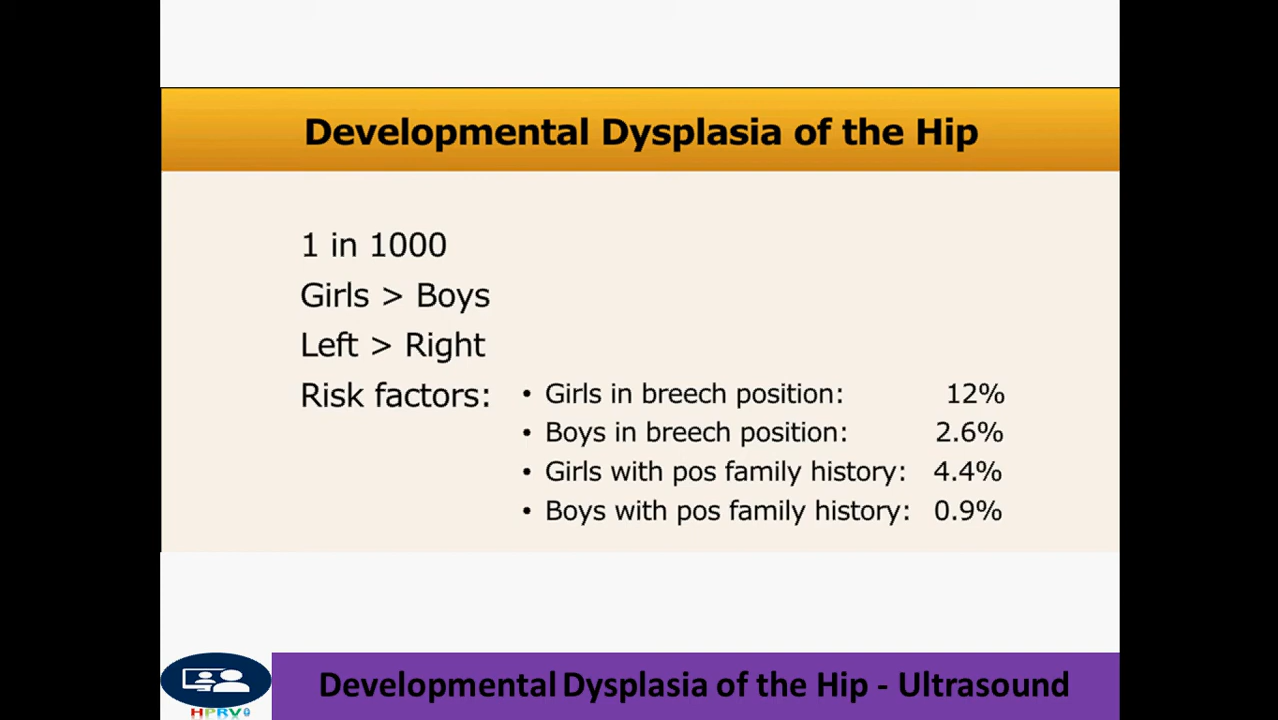 Developmental Dysplasia of the Hip
1 in 1000
Girls > Boys
Left > Right
Risk factors:
• Girls in breech position: 12%
• Boys in breech position: 2.6%
• Girls with pos family history: 4.4%
• Boys with pos family history: 0.9%
HPRV
Developmental Dysplasia of the Hip - Ultrasound